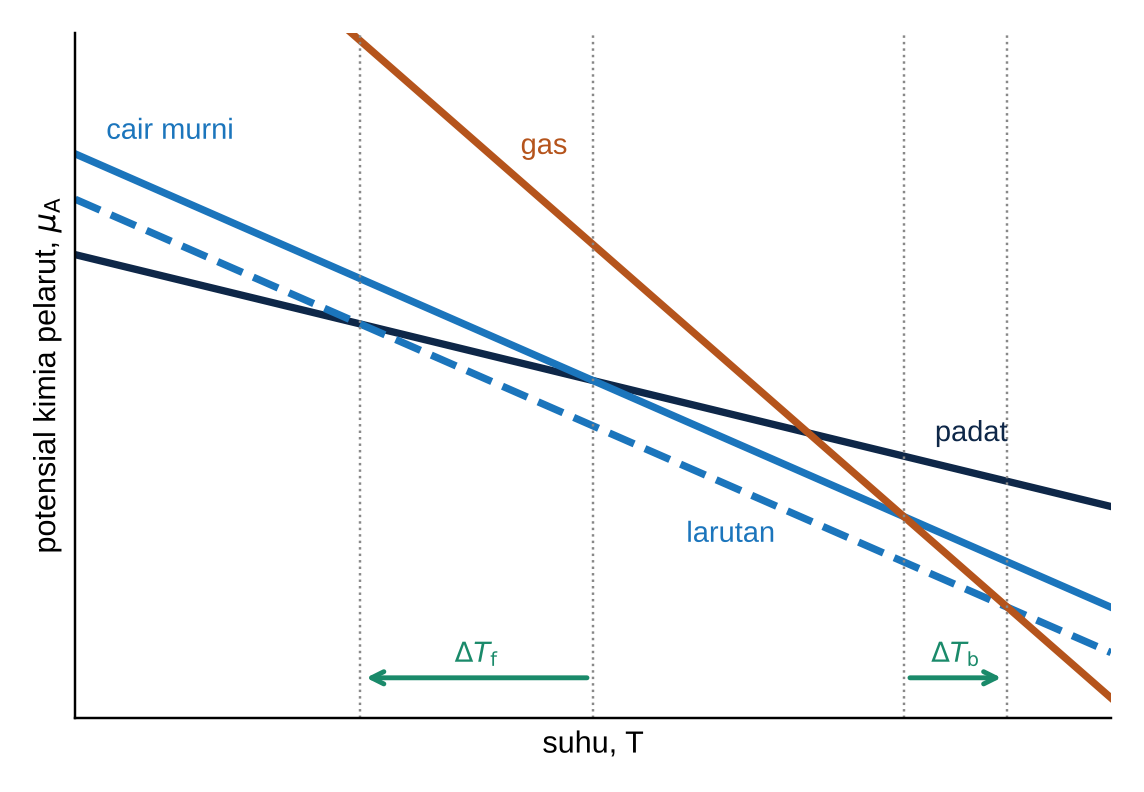 cair murni
gas
padat
larutan
ΔTf
ΔTb
potensial kimia pelarut, μA
suhu, T